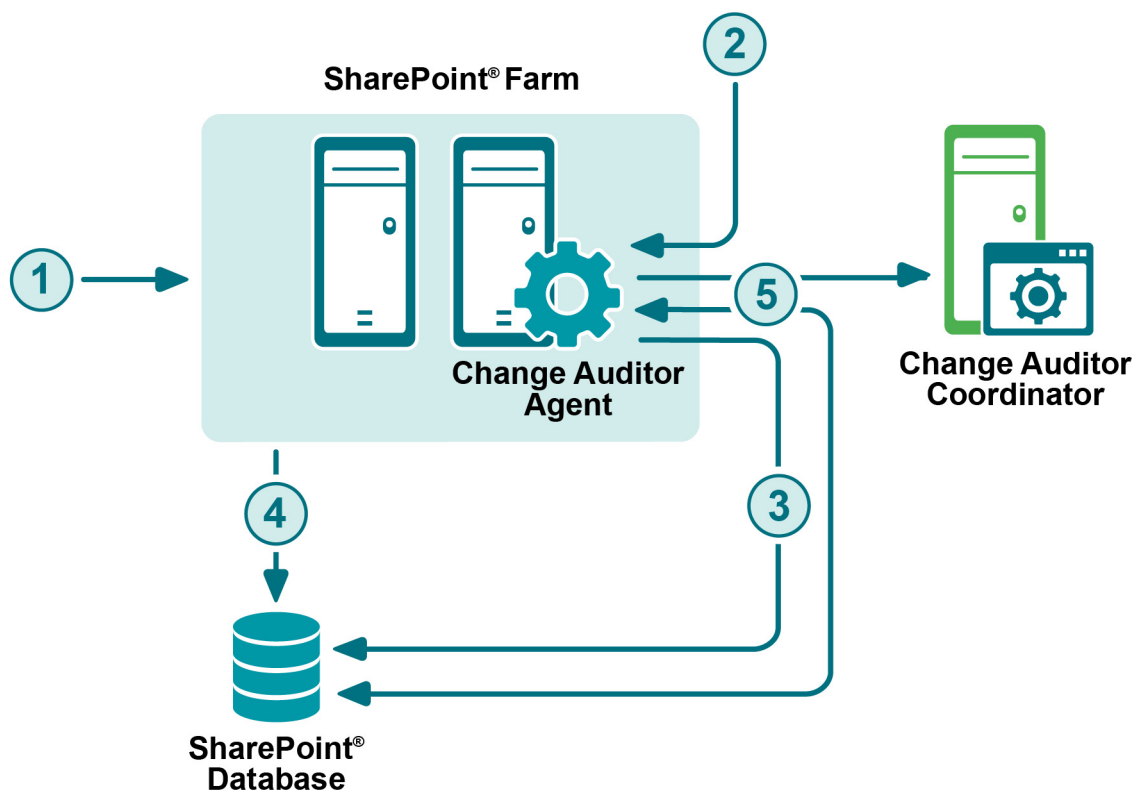 2
SharePoint® Farm
1
5
Change Auditor
Agent
Change Auditor
Coordinator
3
4
SharePoint®
Database